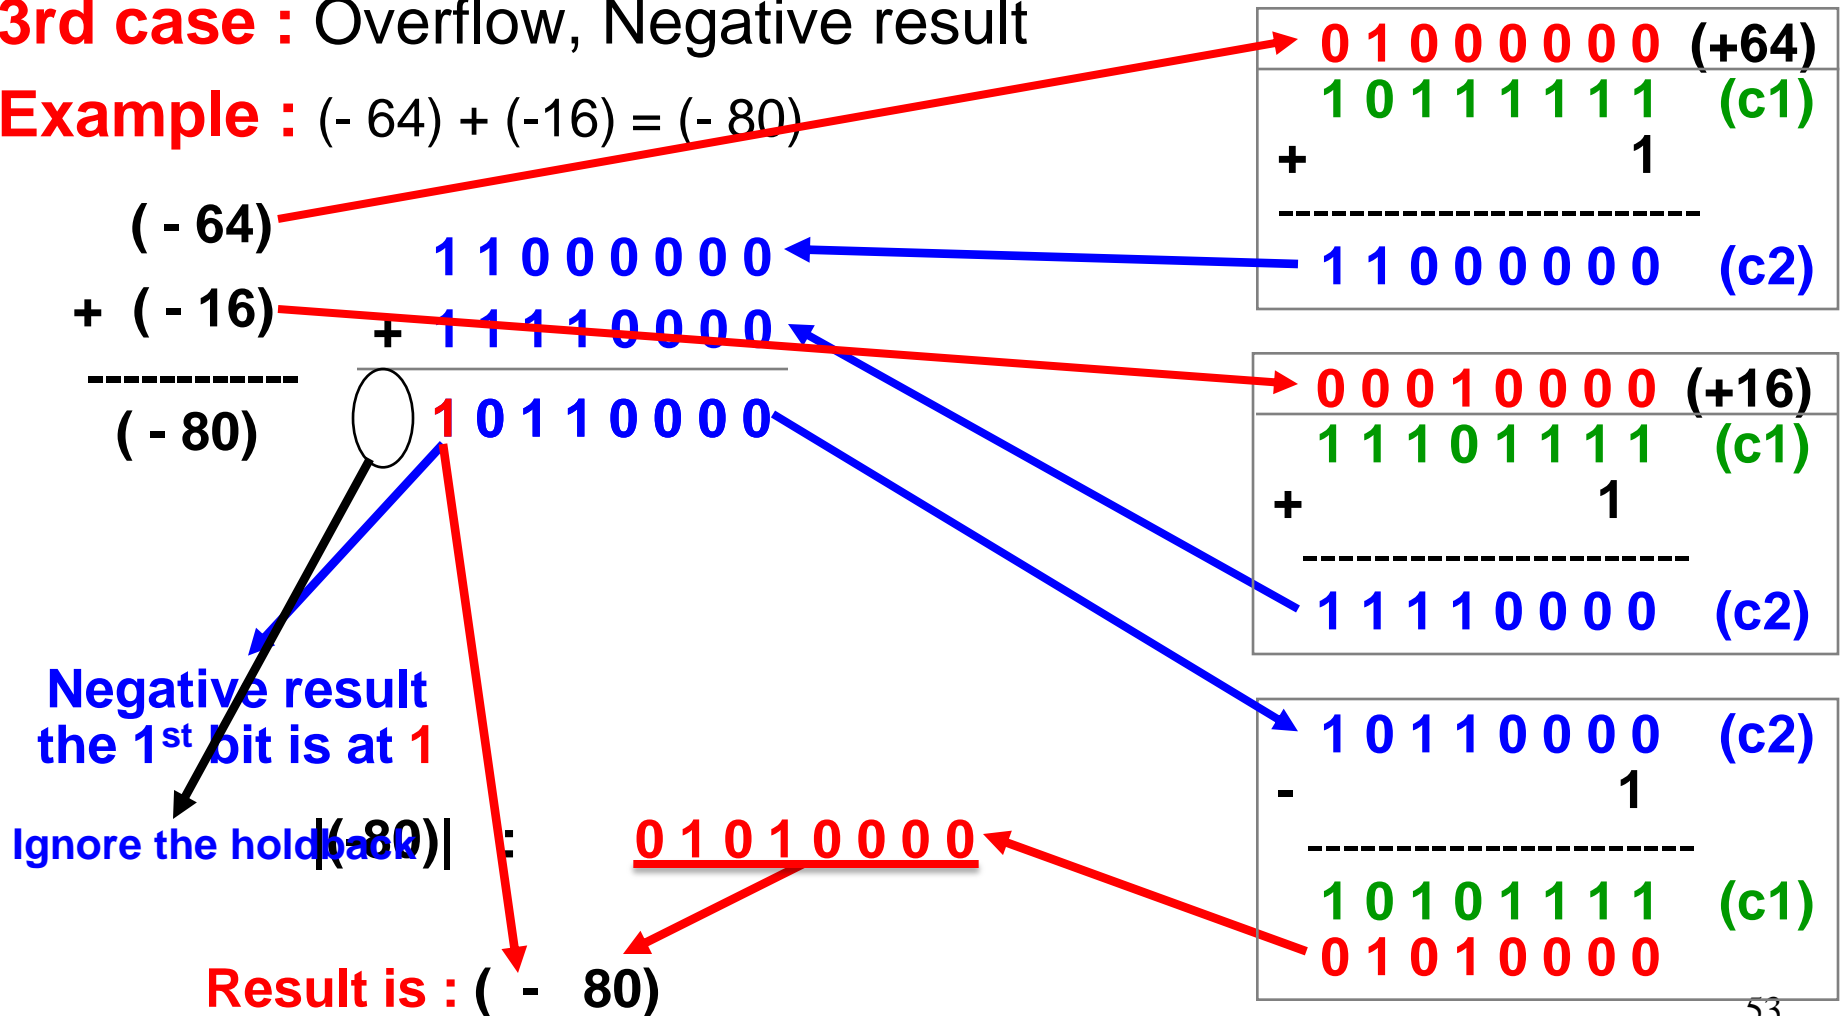 3rd case : Overflow, Negative result
Example : (- 64) + (-16) = (- 80)
( - 64)
+ ( - 16)
------------
( - 80)
1 1 0 0 0 0 0 0
+ 1 1 1 1 0 0 0 0
1 0 1 1 0 0 0 0
0 1 0 0 0 0 0 0 (+64)
1 0 1 1 1 1 1 1 (c1)
+ 1
------------------------
1 1 0 0 0 0 0 0 (c2)
0 0 0 1 0 0 0 0 (+16)
1 1 1 0 1 1 1 1 (c1)
+ 1
----------------------
1 1 1 1 0 0 0 0 (c2)
1 0 1 1 0 0 0 0 (c2)
- 1
----------------------
1 0 1 0 1 1 1 1 (c1)
0 1 0 1 0 0 0 0
Negative result
the 1st bit is at 1
Ignore the holdback
|(-80)| : 0 1 0 1 0 0 0 0
Result is : ( - 80)
53